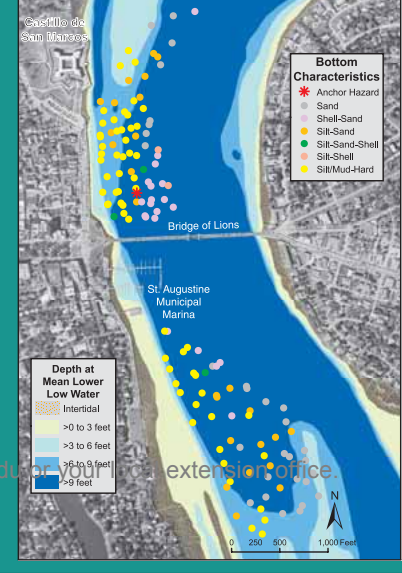 Castillo de
San Marcos
Bottom
Characteristics
Anchor Hazard
Sand
Shell-Sand
Silt-Sand
Silt-Sand-Shell
Silt-Shell
Silt/Mud-Hard
Bridge of Lions
St. Augustine
Municipal
Marina
Depth at
Mean Lower
Low Water
Intertidal
>0 to 3 feet
>3 to 6 feet
>6 to 9 feet
>9 feet
extension office.
N
0 250 500 1,000 Feet